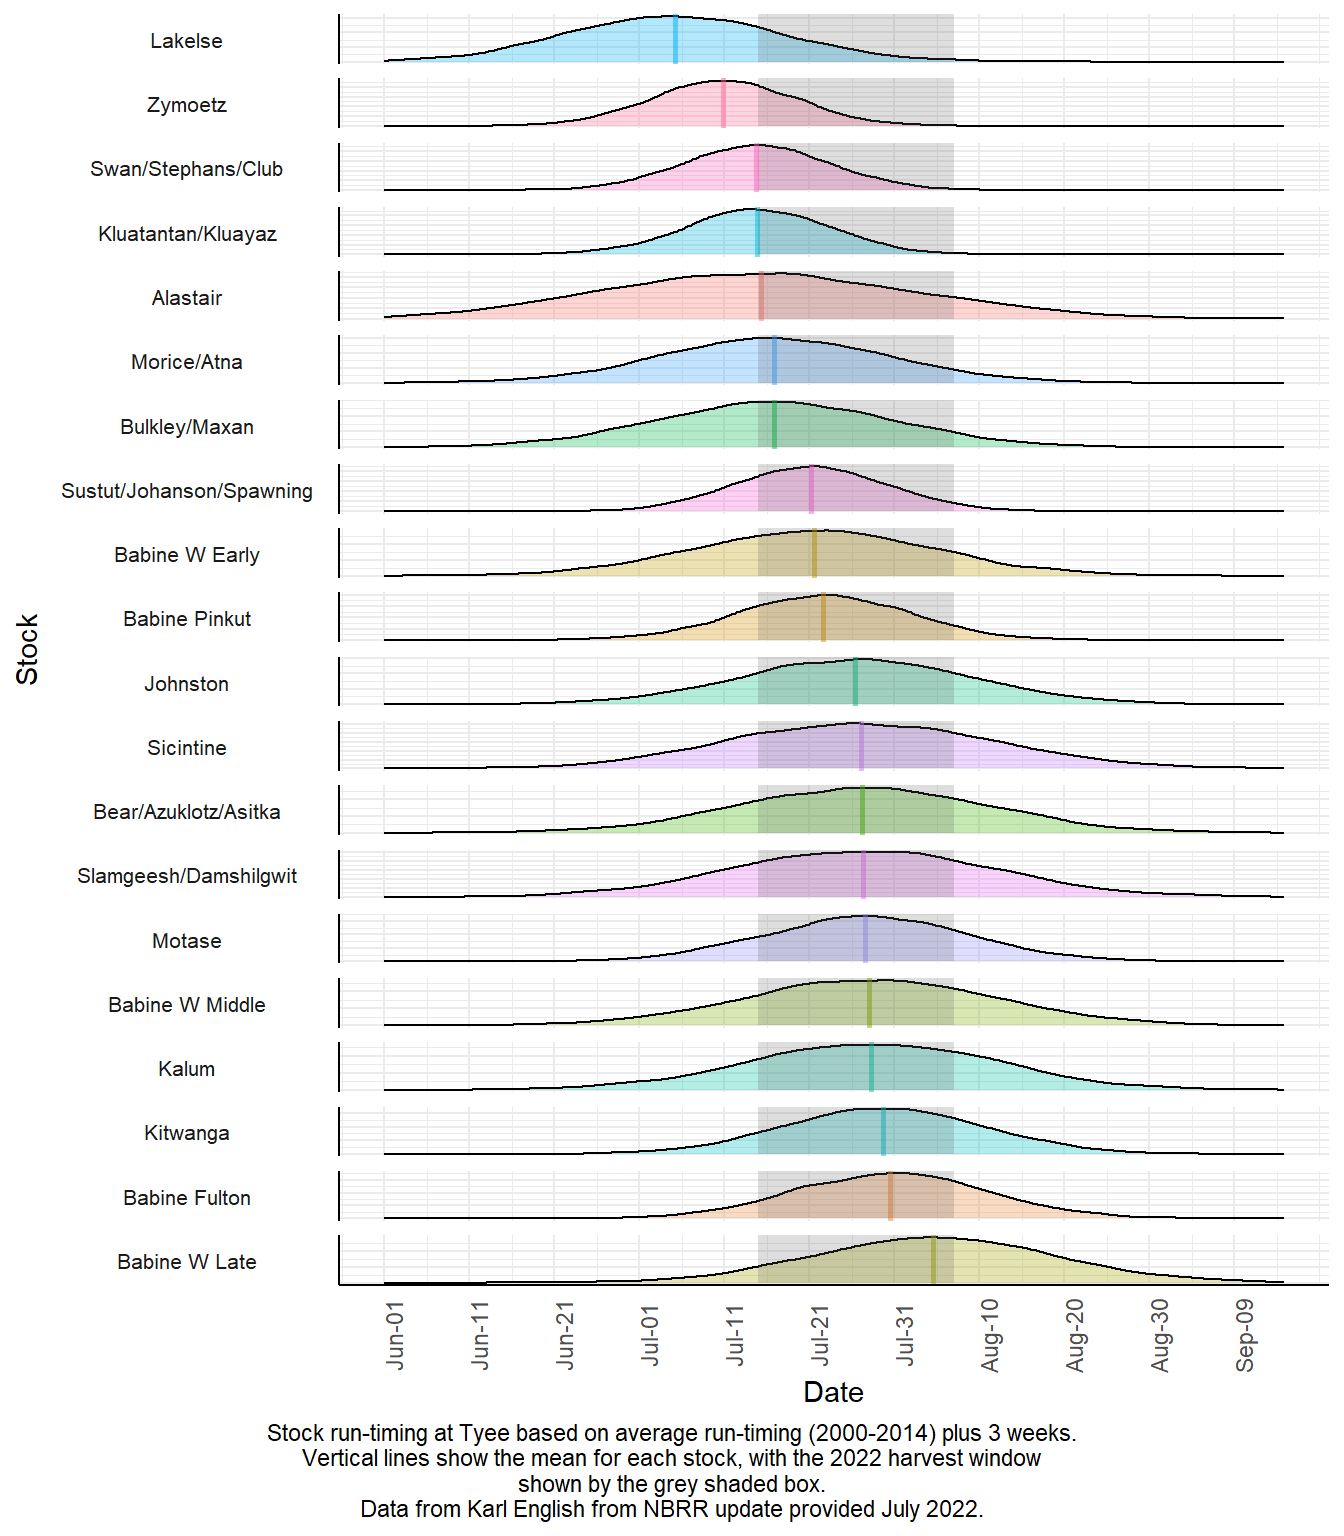 Lakelse
Zymoetz
Swan/Stephans/Club
Kluatantan/Kluayaz
Alastair
Morice/Atna
Bulkley/Maxan
Sustut/Johanson/Spawning
Babine W Early
Babine Pinkut
Stock
Johnston
Sicintine
Bear/Azuklotz/Asitka
Slamgeesh/Damshilgwit
Motase
Babine W Middle
Kalum
Kitwanga
Babine Fulton
Babine W Late
Jun-01
Jun-11
Jun-21
Jul-01
Jul-11
Jul-21
Jul-31
Aug-10
Aug-20
Aug-30
Sep-09
Date
Stock run-timing at Tyee based on average run-timing (2000-2014) plus 3 weeks.
Vertical lines show the mean for each stock, with the 2022 harvest window
shown by the grey shaded box.
Data from Karl English from NBRR update provided July 2022.